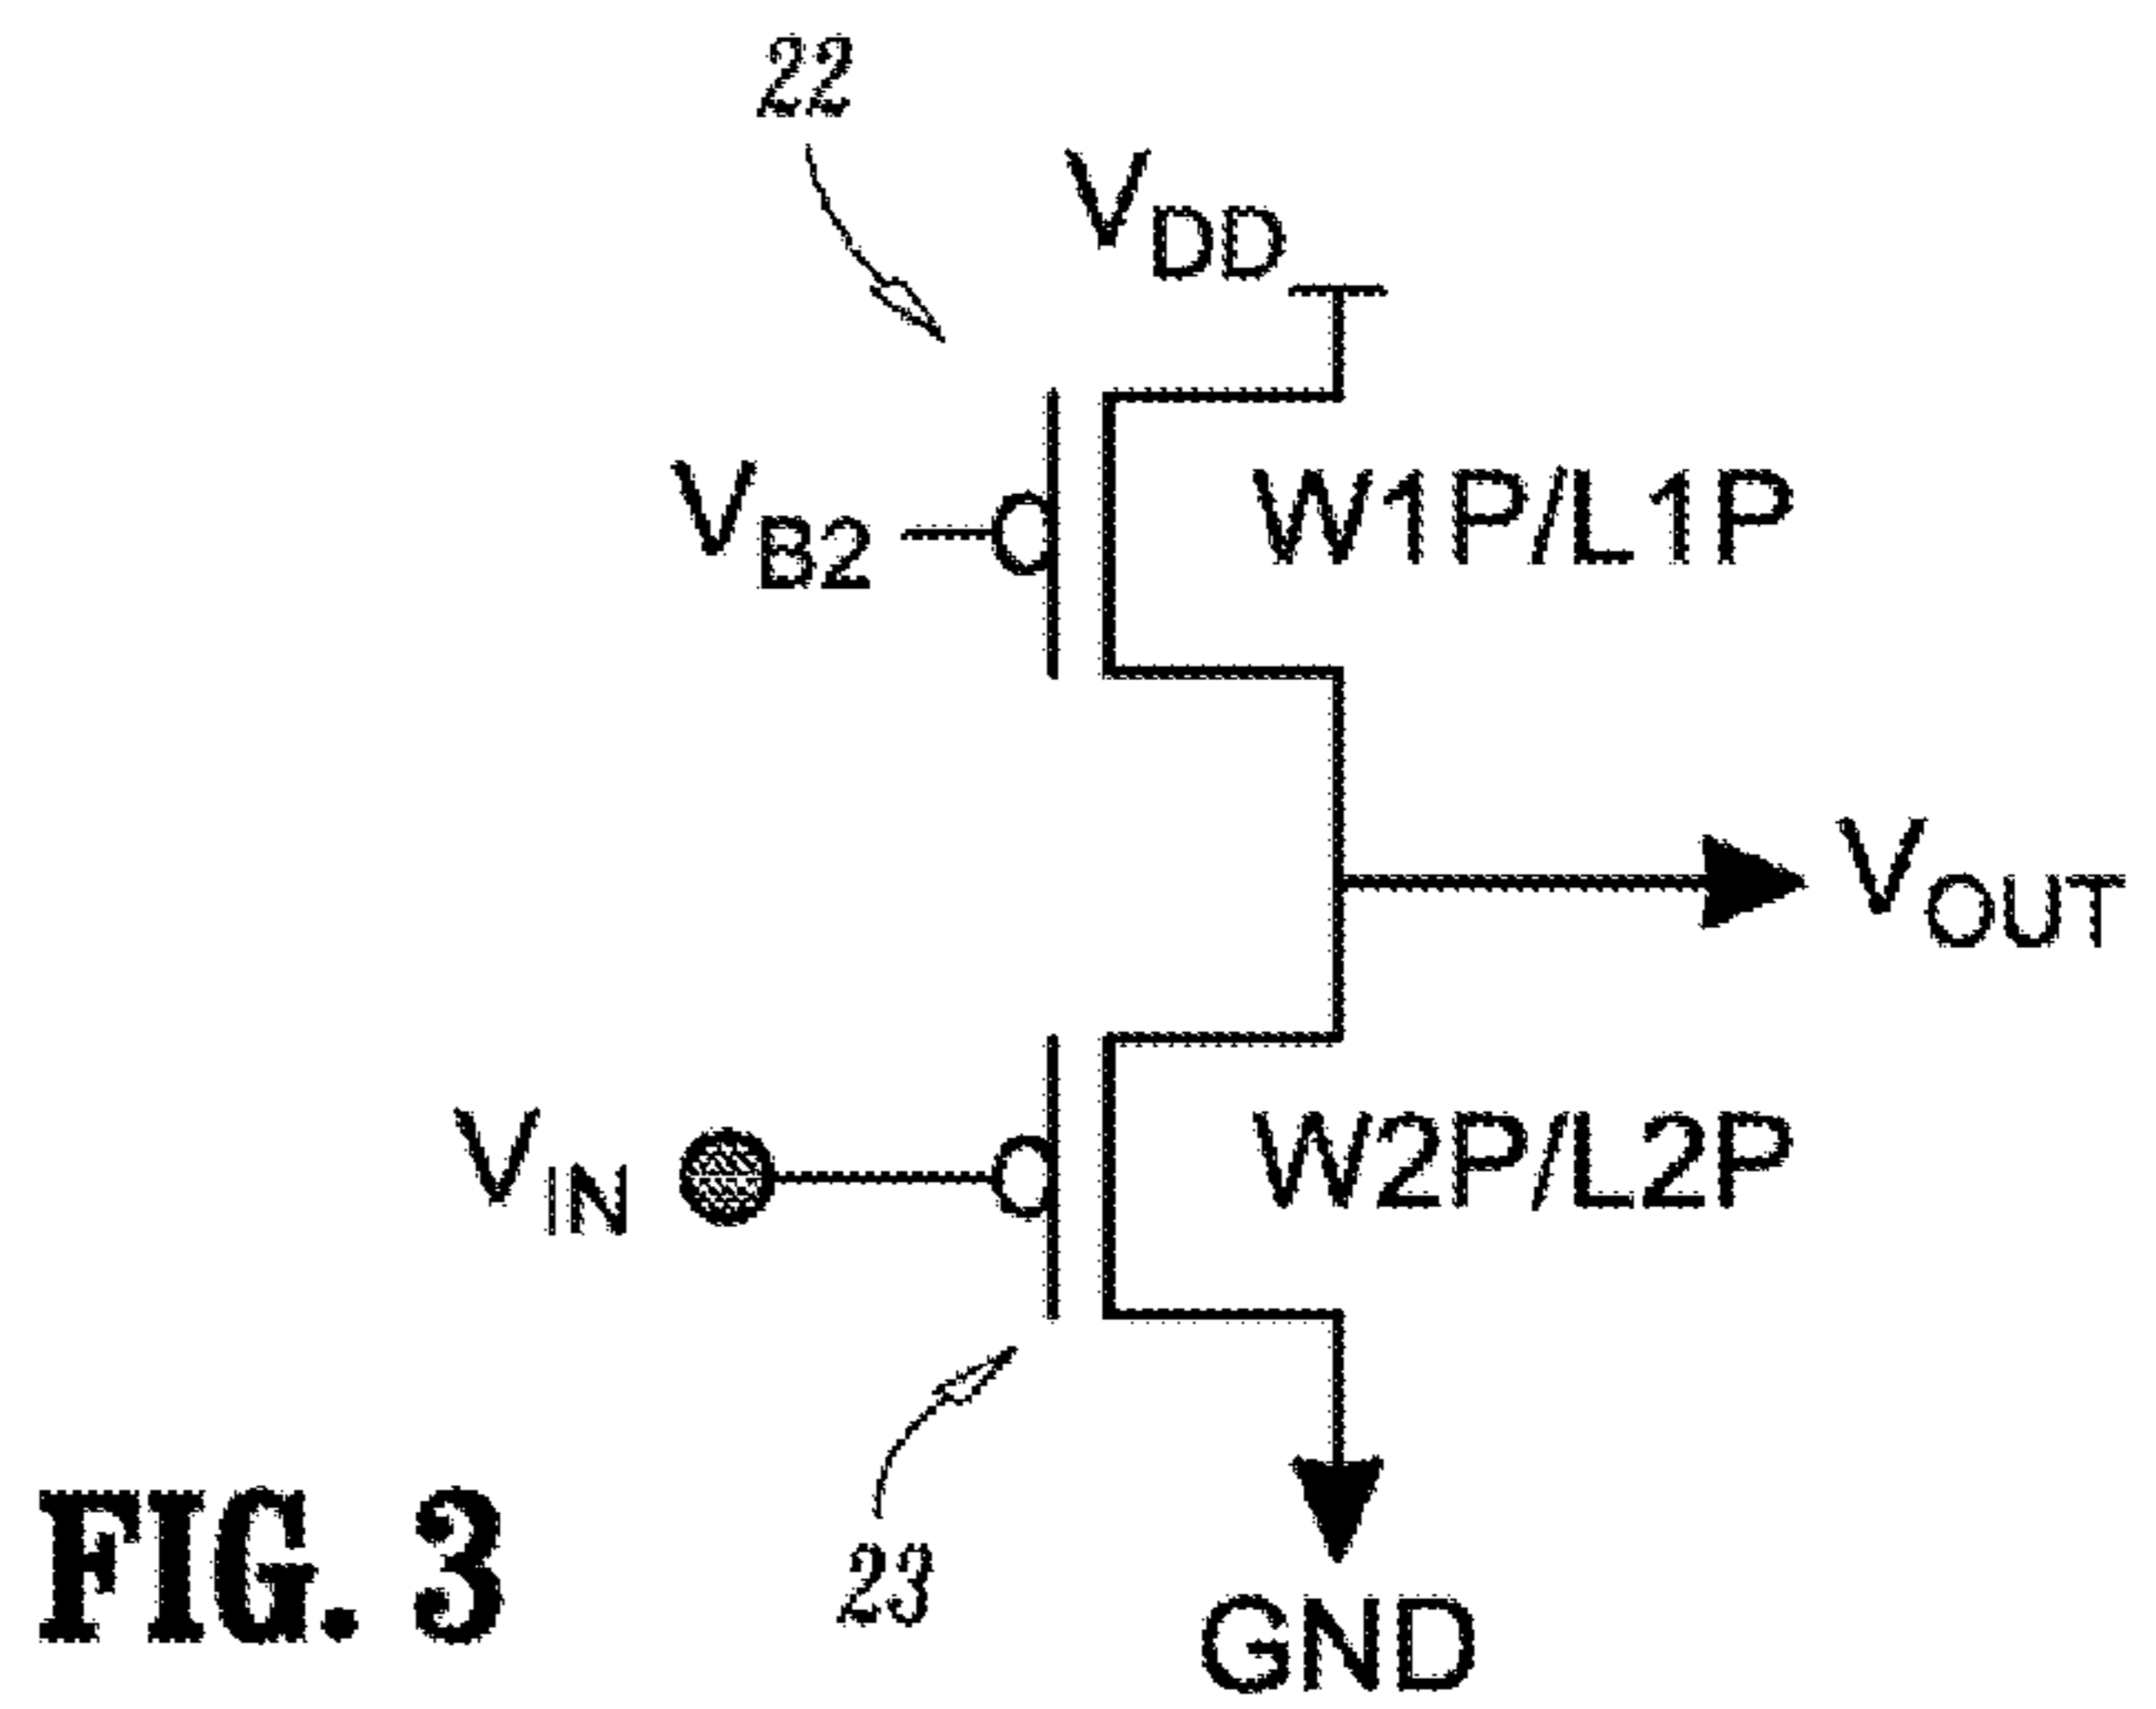 22
VDD
VB2
W1P/L1P
VOUT
VIN
W2P/L2P
23
FIG. 3
GND